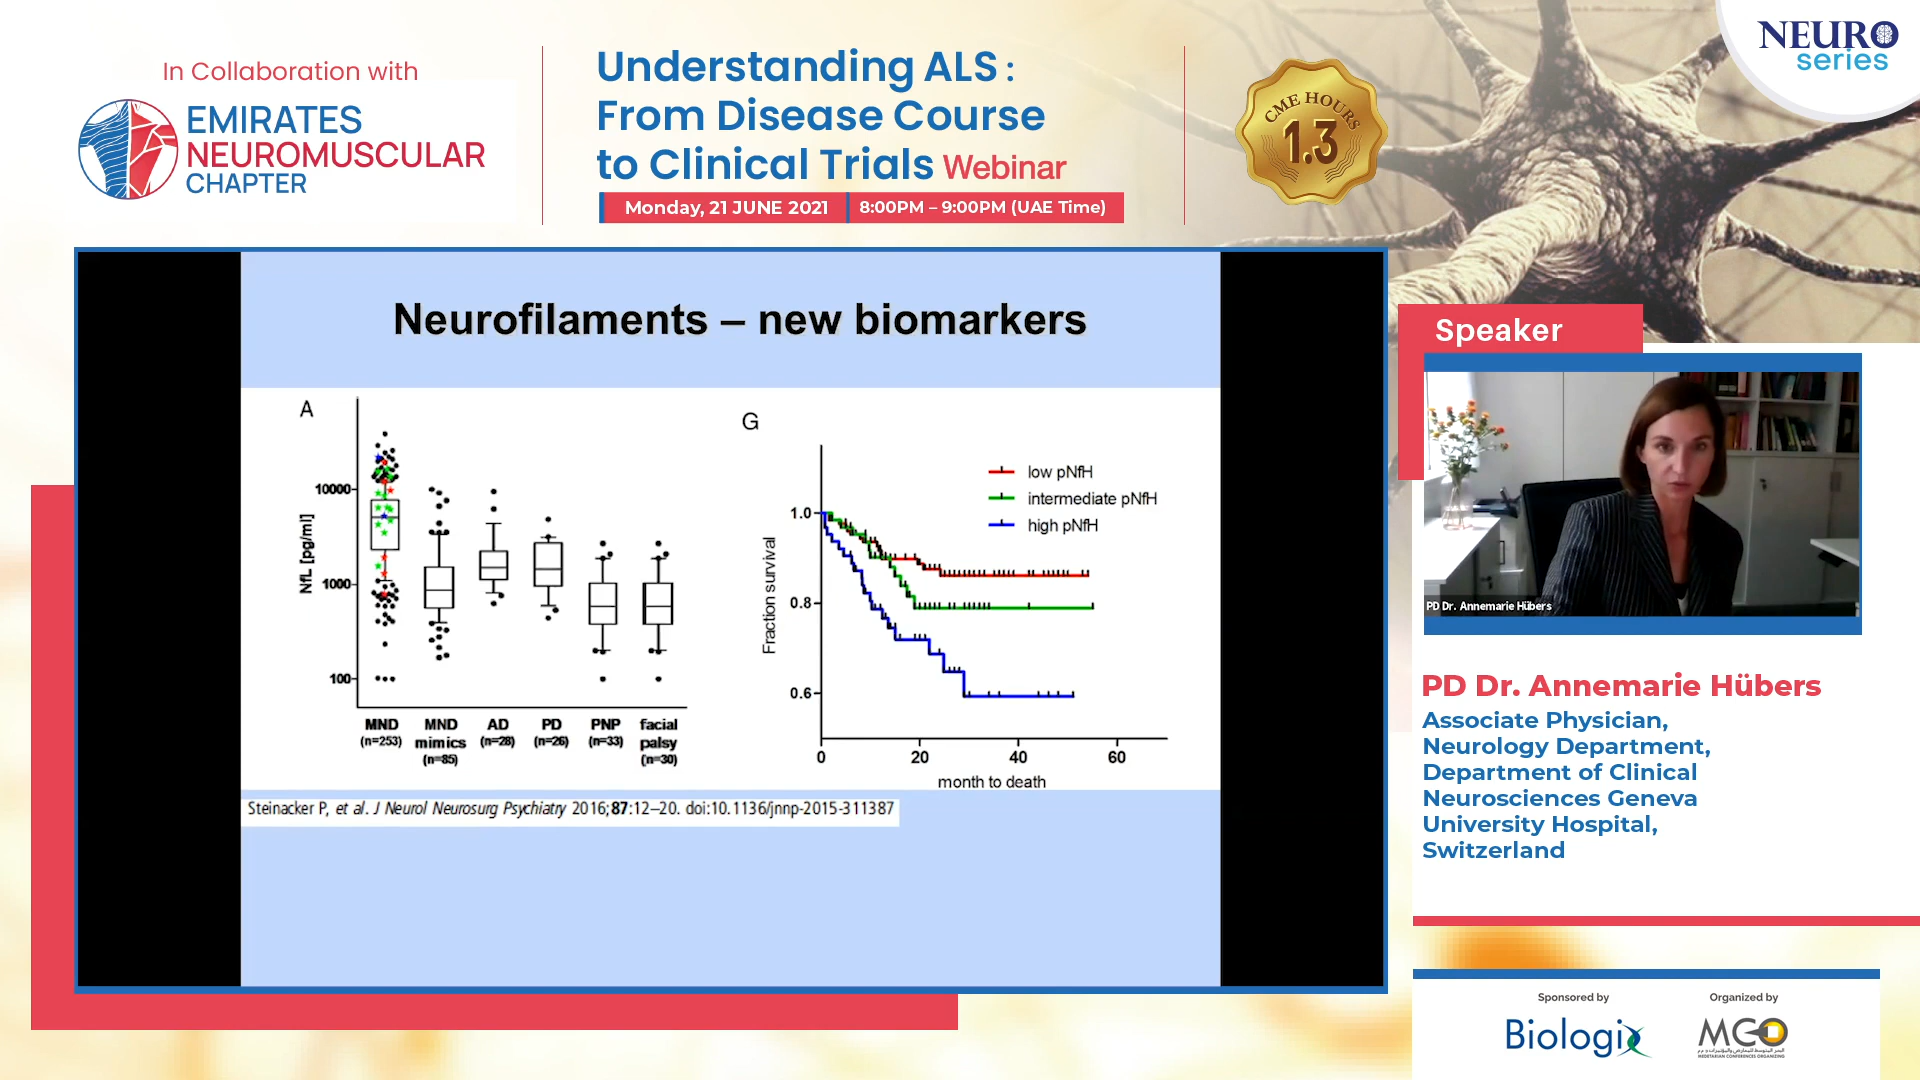 In Collaboration with
EMIRATES
NEUROMUSCULAR
CHAPTER
Understanding ALS :
From Disease Course
to Clinical Trials Webinar
Monday, 21 JUNE 2021
8:00PM – 9:00PM (UAE Time)
CME HOURS
1.3
NEURO
series
Neurofilaments – new biomarkers
A
NfL [pg/ml]
10000
1000
100
MND
(n=253)
MND
mimics
(n=85)
AD
(n=28)
PD
(n=26)
PNP
(n=33)
facial
palsy
(n=30)
G
low pNfH
intermediate pNfH
high pNfH
Fraction survival
1.0
0.8
0.6
0 20 40 60
month to death
Steinacker P, et al. J Neurol Neurosurg Psychiatry 2016;87:12–20. doi:10.1136/jnnp-2015-311387
Speaker
PD Dr. Annemarie Hübers
PD Dr. Annemarie Hübers
Associate Physician,
Neurology Department,
Department of Clinical
Neurosciences Geneva
University Hospital,
Switzerland
Sponsored by
Biologix
Organized by
MCO